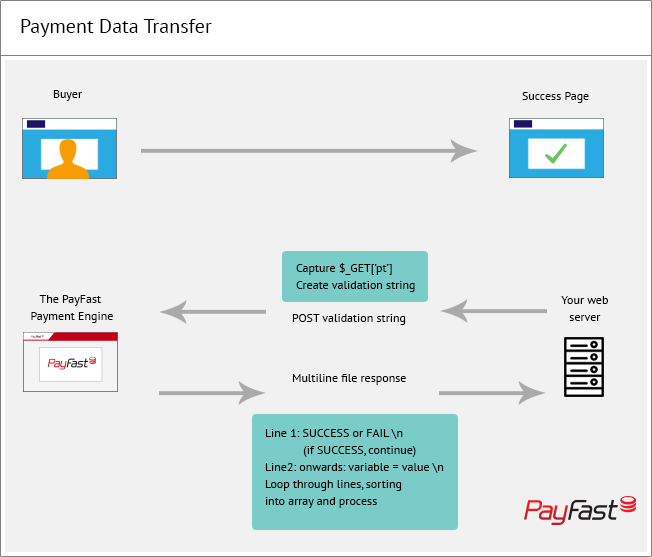 Payment Data Transfer
Buyer
Success Page
Capture $_GET['pt']
Create validation string
The PayFast
Payment Engine
POST validation string
Your web
server
PayFast
PayFast
Multiline file response
Line 1: SUCCESS or FAIL \n
(if SUCCESS, continue)
Line2: onwards: variable = value \n
Loop through lines, sorting
into array and process
PayFast